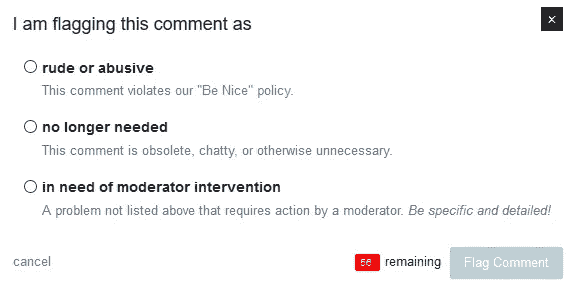 I am flagging this comment as
rude or abusive
This comment violates our "Be Nice" policy.
no longer needed
This comment is obsolete, chatty, or otherwise unnecessary.
in need of moderator intervention
A problem not listed above that requires action by a moderator. Be specific and detailed!
cancel
56 remaining
Flag Comment